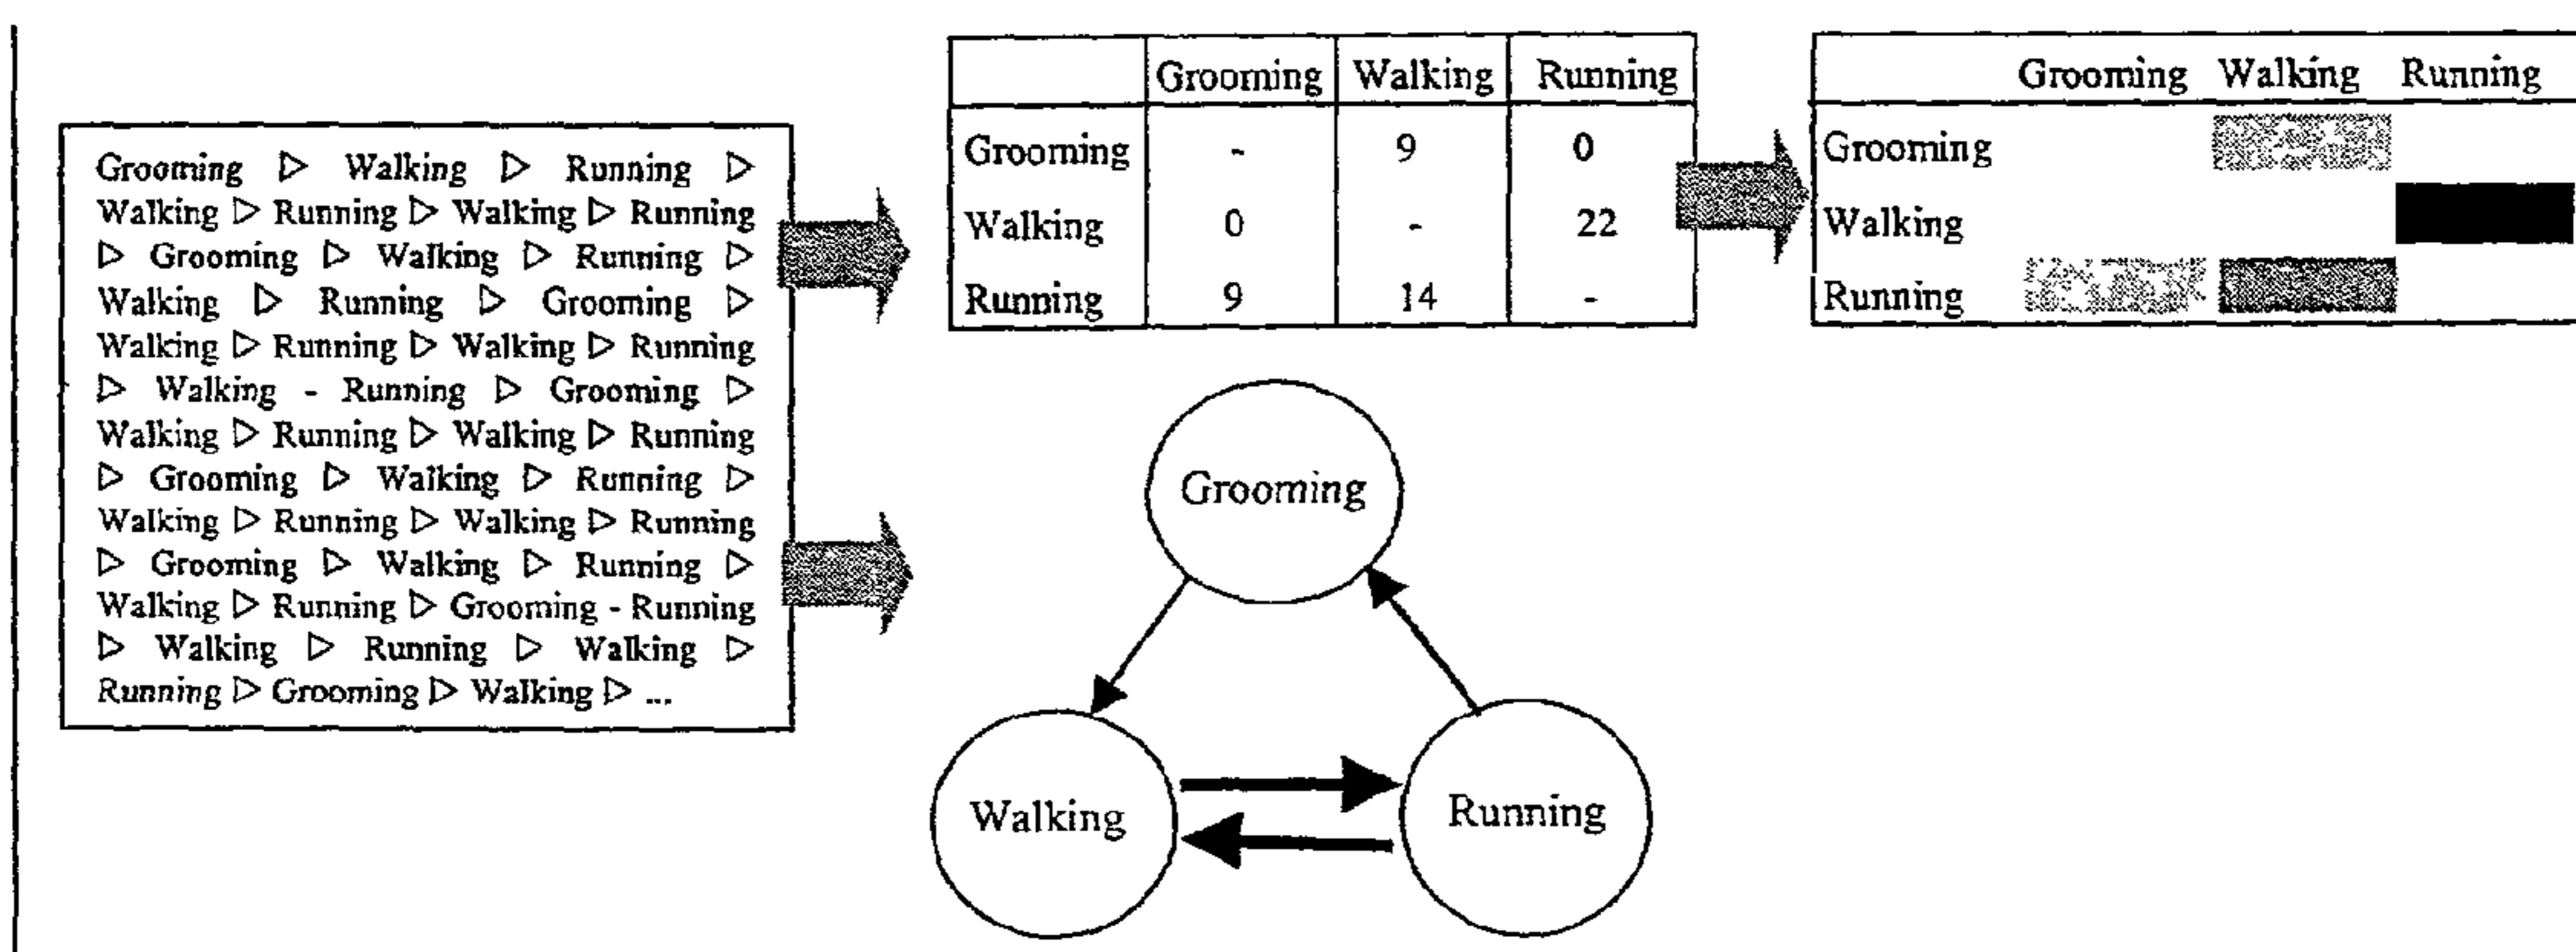 Grooming ▷ Walking ▷ Running ▷
Walking ▷ Running ▷ Walking ▷ Running
▷ Grooming ▷ Walking ▷ Running ▷
Walking ▷ Running ▷ Grooming ▷
Walking ▷ Running ▷ Walking ▷ Running
▷ Walking - Running ▷ Grooming ▷
Walking ▷ Running ▷ Walking ▷ Running
▷ Grooming ▷ Walking ▷ Running ▷
Walking ▷ Running ▷ Walking ▷ Running
▷ Grooming ▷ Walking ▷ Running ▷
Walking ▷ Running ▷ Grooming - Running
▷ Walking ▷ Running ▷ Walking ▷
Running ▷ Grooming ▷ Walking ▷ ...
Grooming Walking Running
Grooming - 9 0
Walking 0 - 22
Running 9 14 -
Grooming Walking Running
Grooming
Walking
Running
Grooming
Walking
Running